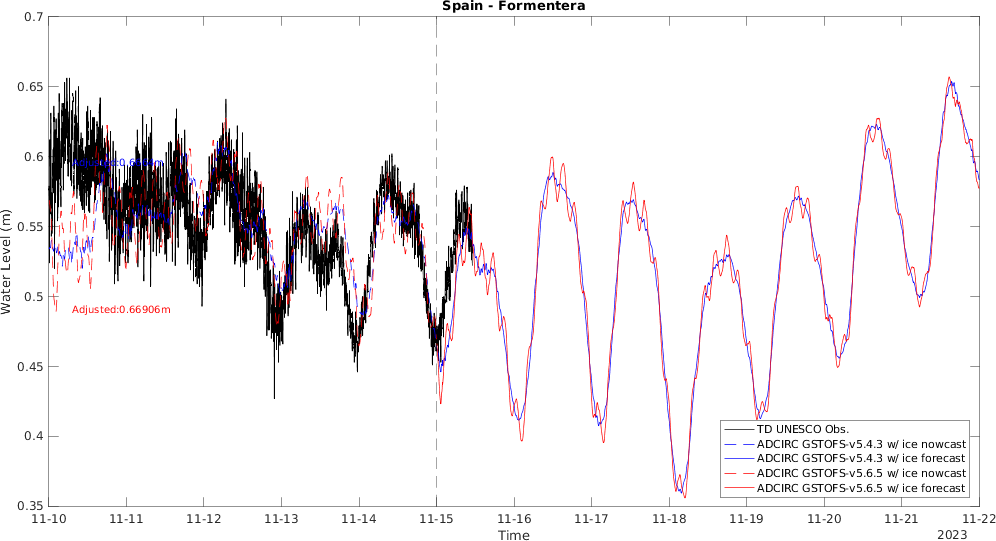 Spain - Formentera
0.7
0.65
0.6
0.55
0.5
0.45
0.4
0.35
Water Level (m)
Adjusted:0.66906m
TD UNESCO Obs.
ADCIRC GSTOFS-v5.4.3 w/ ice nowcast
ADCIRC GSTOFS-v5.4.3 w/ ice forecast
ADCIRC GSTOFS-v5.6.5 w/ ice nowcast
ADCIRC GSTOFS-v5.6.5 w/ ice forecast
11-10 11-11 11-12 11-13 11-14 11-15 11-16 11-17 11-18 11-19 11-20 11-21 11-22
Time
2023